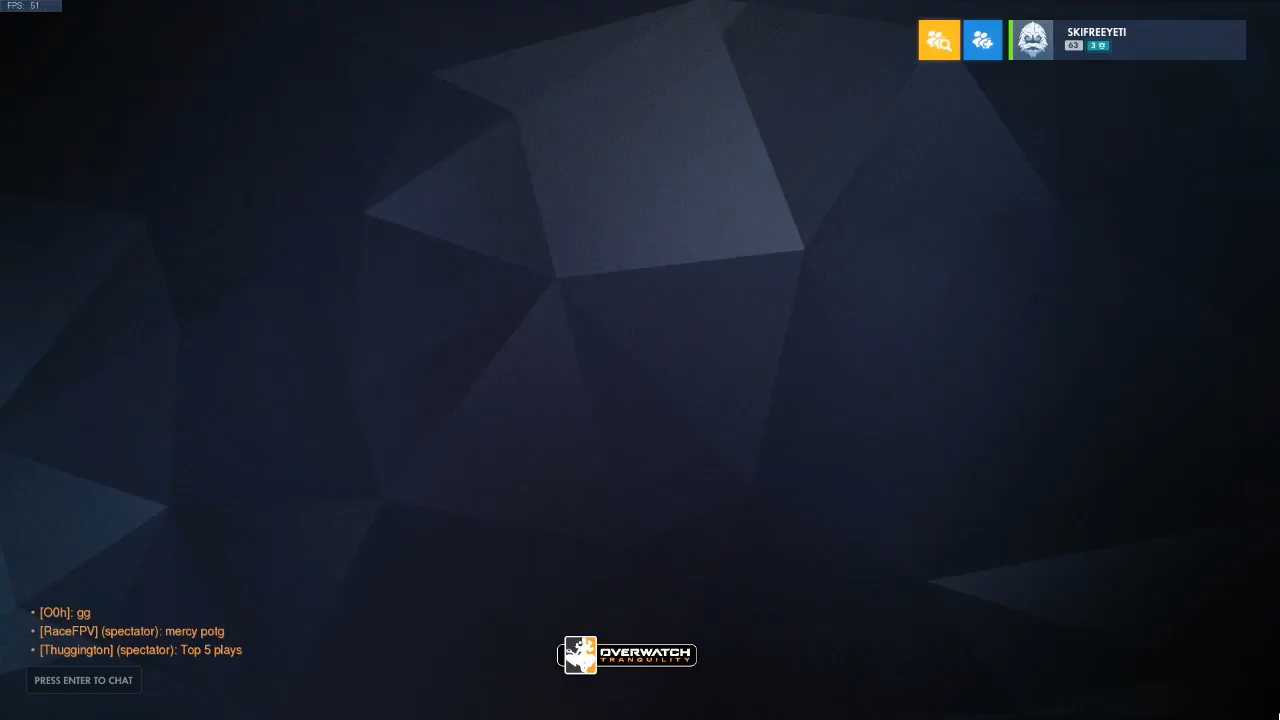 FPS: 51
SKIFREEYETI
63 3
• [O0h]: gg
• [RaceFPV] (spectator): mercy potg
• [Thuggington] (spectator): Top 5 plays
PRESS ENTER TO CHAT
OVERWATCH
TRANQUILITY